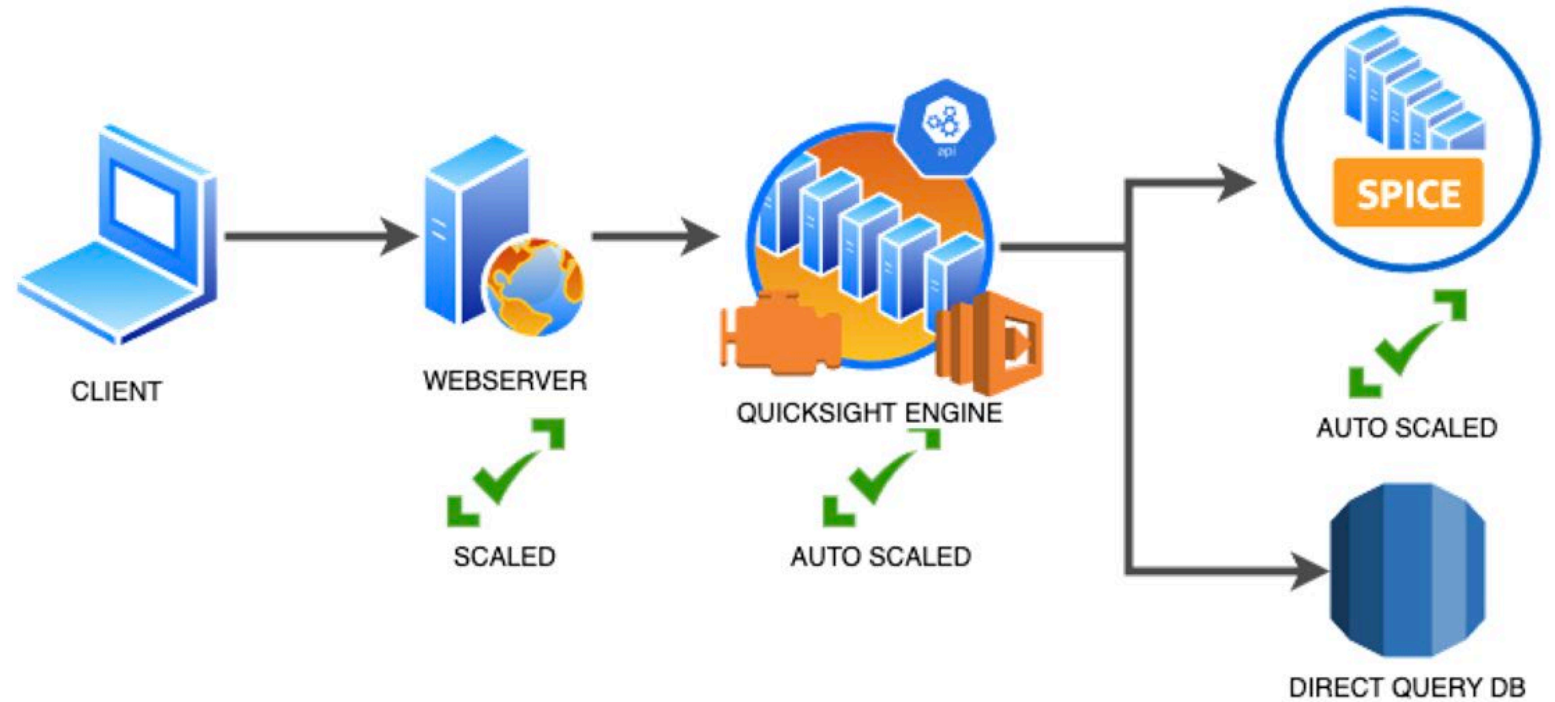 api
SPICE
CLIENT
WEBSERVER
QUICKSIGHT ENGINE
AUTO SCALED
SCALED
AUTO SCALED
DIRECT QUERY DB